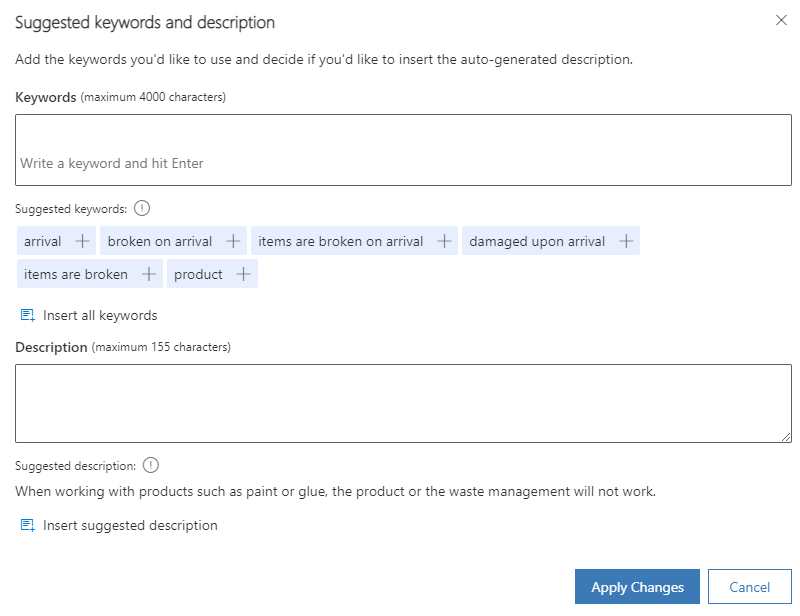 Suggested keywords and description
Add the keywords you'd like to use and decide if you'd like to insert the auto-generated description.
Keywords (maximum 4000 characters)
Write a keyword and hit Enter
Suggested keywords:
arrival + broken on arrival + items are broken on arrival + damaged upon arrival +
items are broken + product +
Insert all keywords
Description (maximum 155 characters)
Suggested description:
When working with products such as paint or glue, the product or the waste management will not work.
Insert suggested description
Apply Changes Cancel